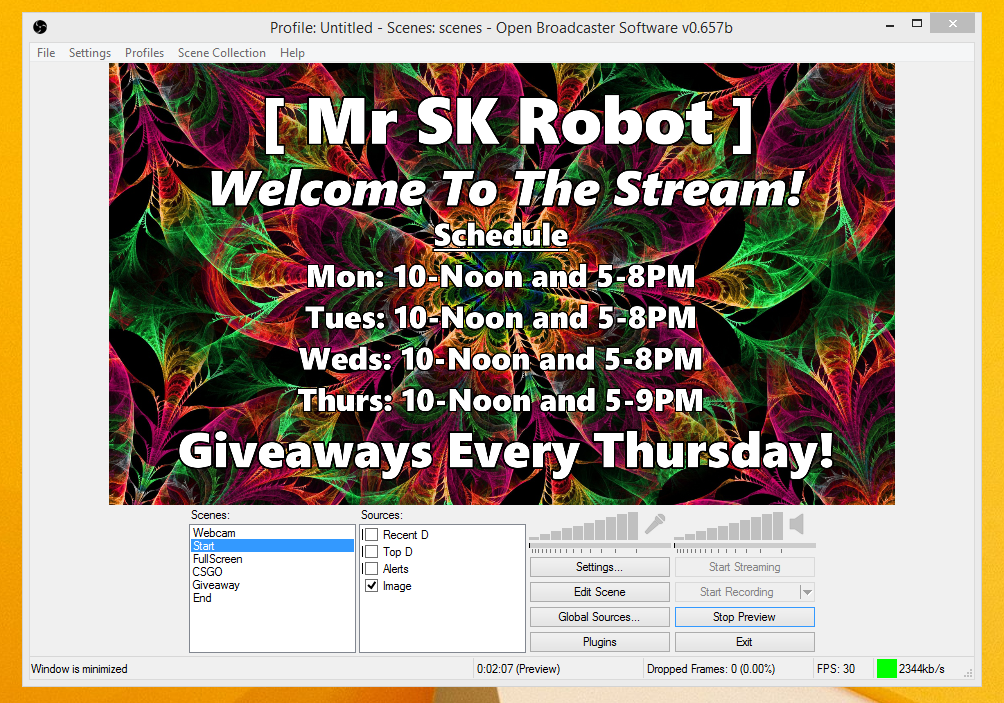 Profile: Untitled - Scenes: scenes - Open Broadcaster Software v0.657b
File Settings Profiles Scene Collection Help
[ Mr SK Robot ]
Welcome To The Stream!
Schedule
Mon: 10-Noon and 5-8PM
Tues: 10-Noon and 5-8PM
Weds: 10-Noon and 5-8PM
Thurs: 10-Noon and 5-9PM
Giveaways Every Thursday!
Scenes:
Webcam
Start
FullScreen
CSGO
Giveaway
End
Sources:
Recent D
Top D
Alerts
Image
Settings... Start Streaming
Edit Scene Start Recording
Global Sources... Stop Preview
Plugins Exit
Window is minimized 0:02:07 (Preview) Dropped Frames: 0 (0.00%) FPS: 30 2344kb/s